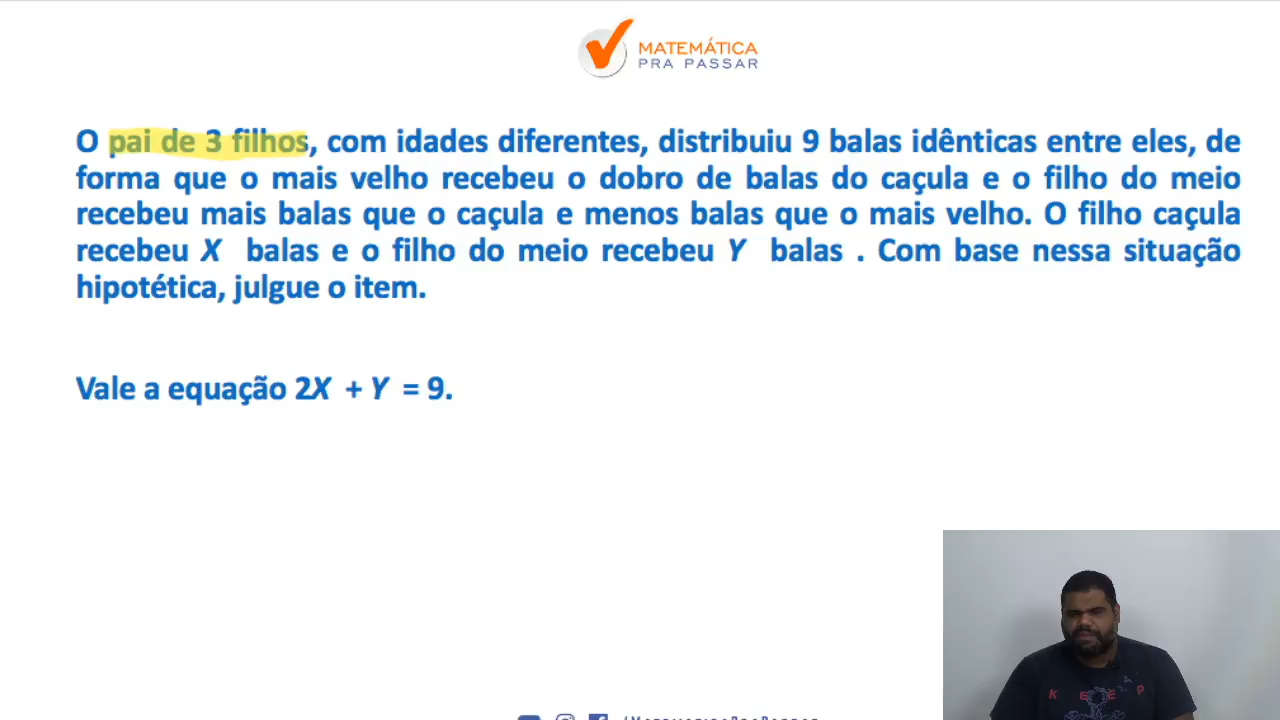 MATEMÁTICA
PRA PASSAR
O pai de 3 filhos, com idades diferentes, distribuiu 9 balas idênticas entre eles, de
forma que o mais velho recebeu o dobro de balas do caçula e o filho do meio
recebeu mais balas que o caçula e menos balas que o mais velho. O filho caçula
recebeu X balas e o filho do meio recebeu Y balas . Com base nessa situação
hipotética, julgue o item.
Vale a equação 2X + Y = 9.
K E E P